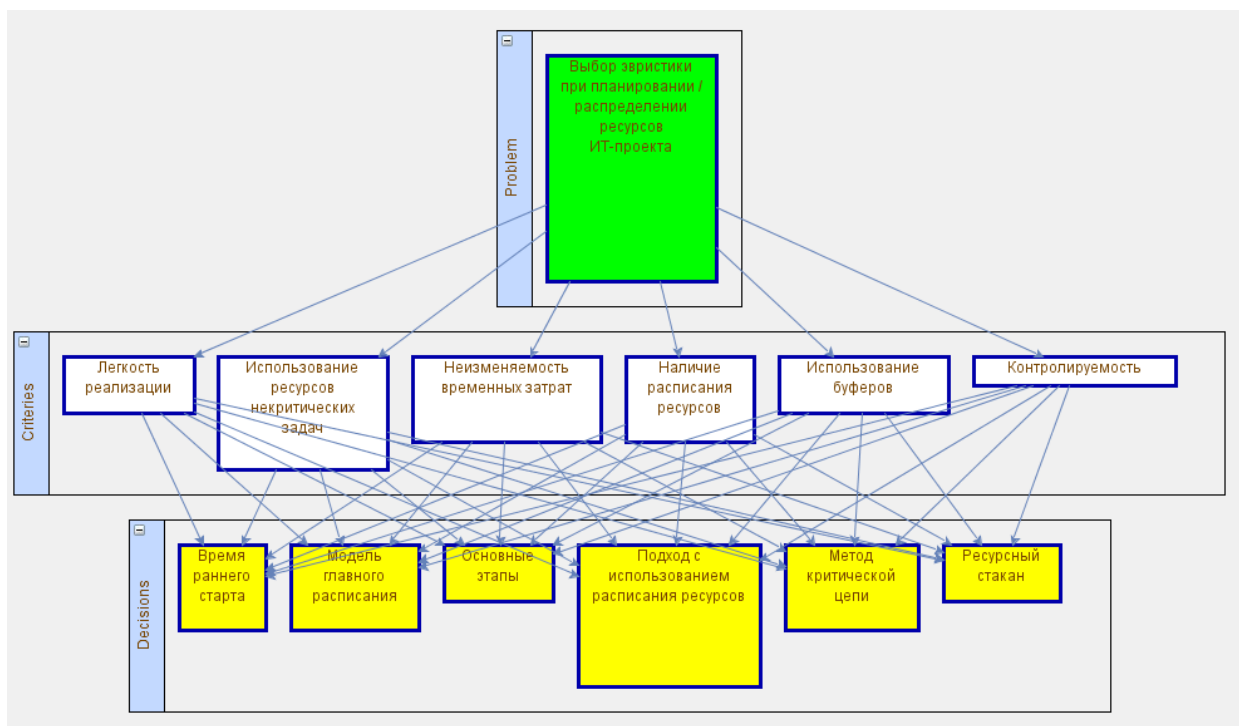 Problem
Выбор эвристики
при планировании /
распределении
ресурсов
ИТ-проекта
Criteries
Легкость
реализации
Использование
ресурсов
некритических
задач
Неизменяемость
временных затрат
Наличие
расписания
ресурсов
Использование
буферов
Контролируемость
Decisions
Время
раннего
старта
Модель
главного
расписания
Основные
этапы
Подход с
использованием
расписания ресурсов
Метод
критической
цепи
Ресурсный
стакан